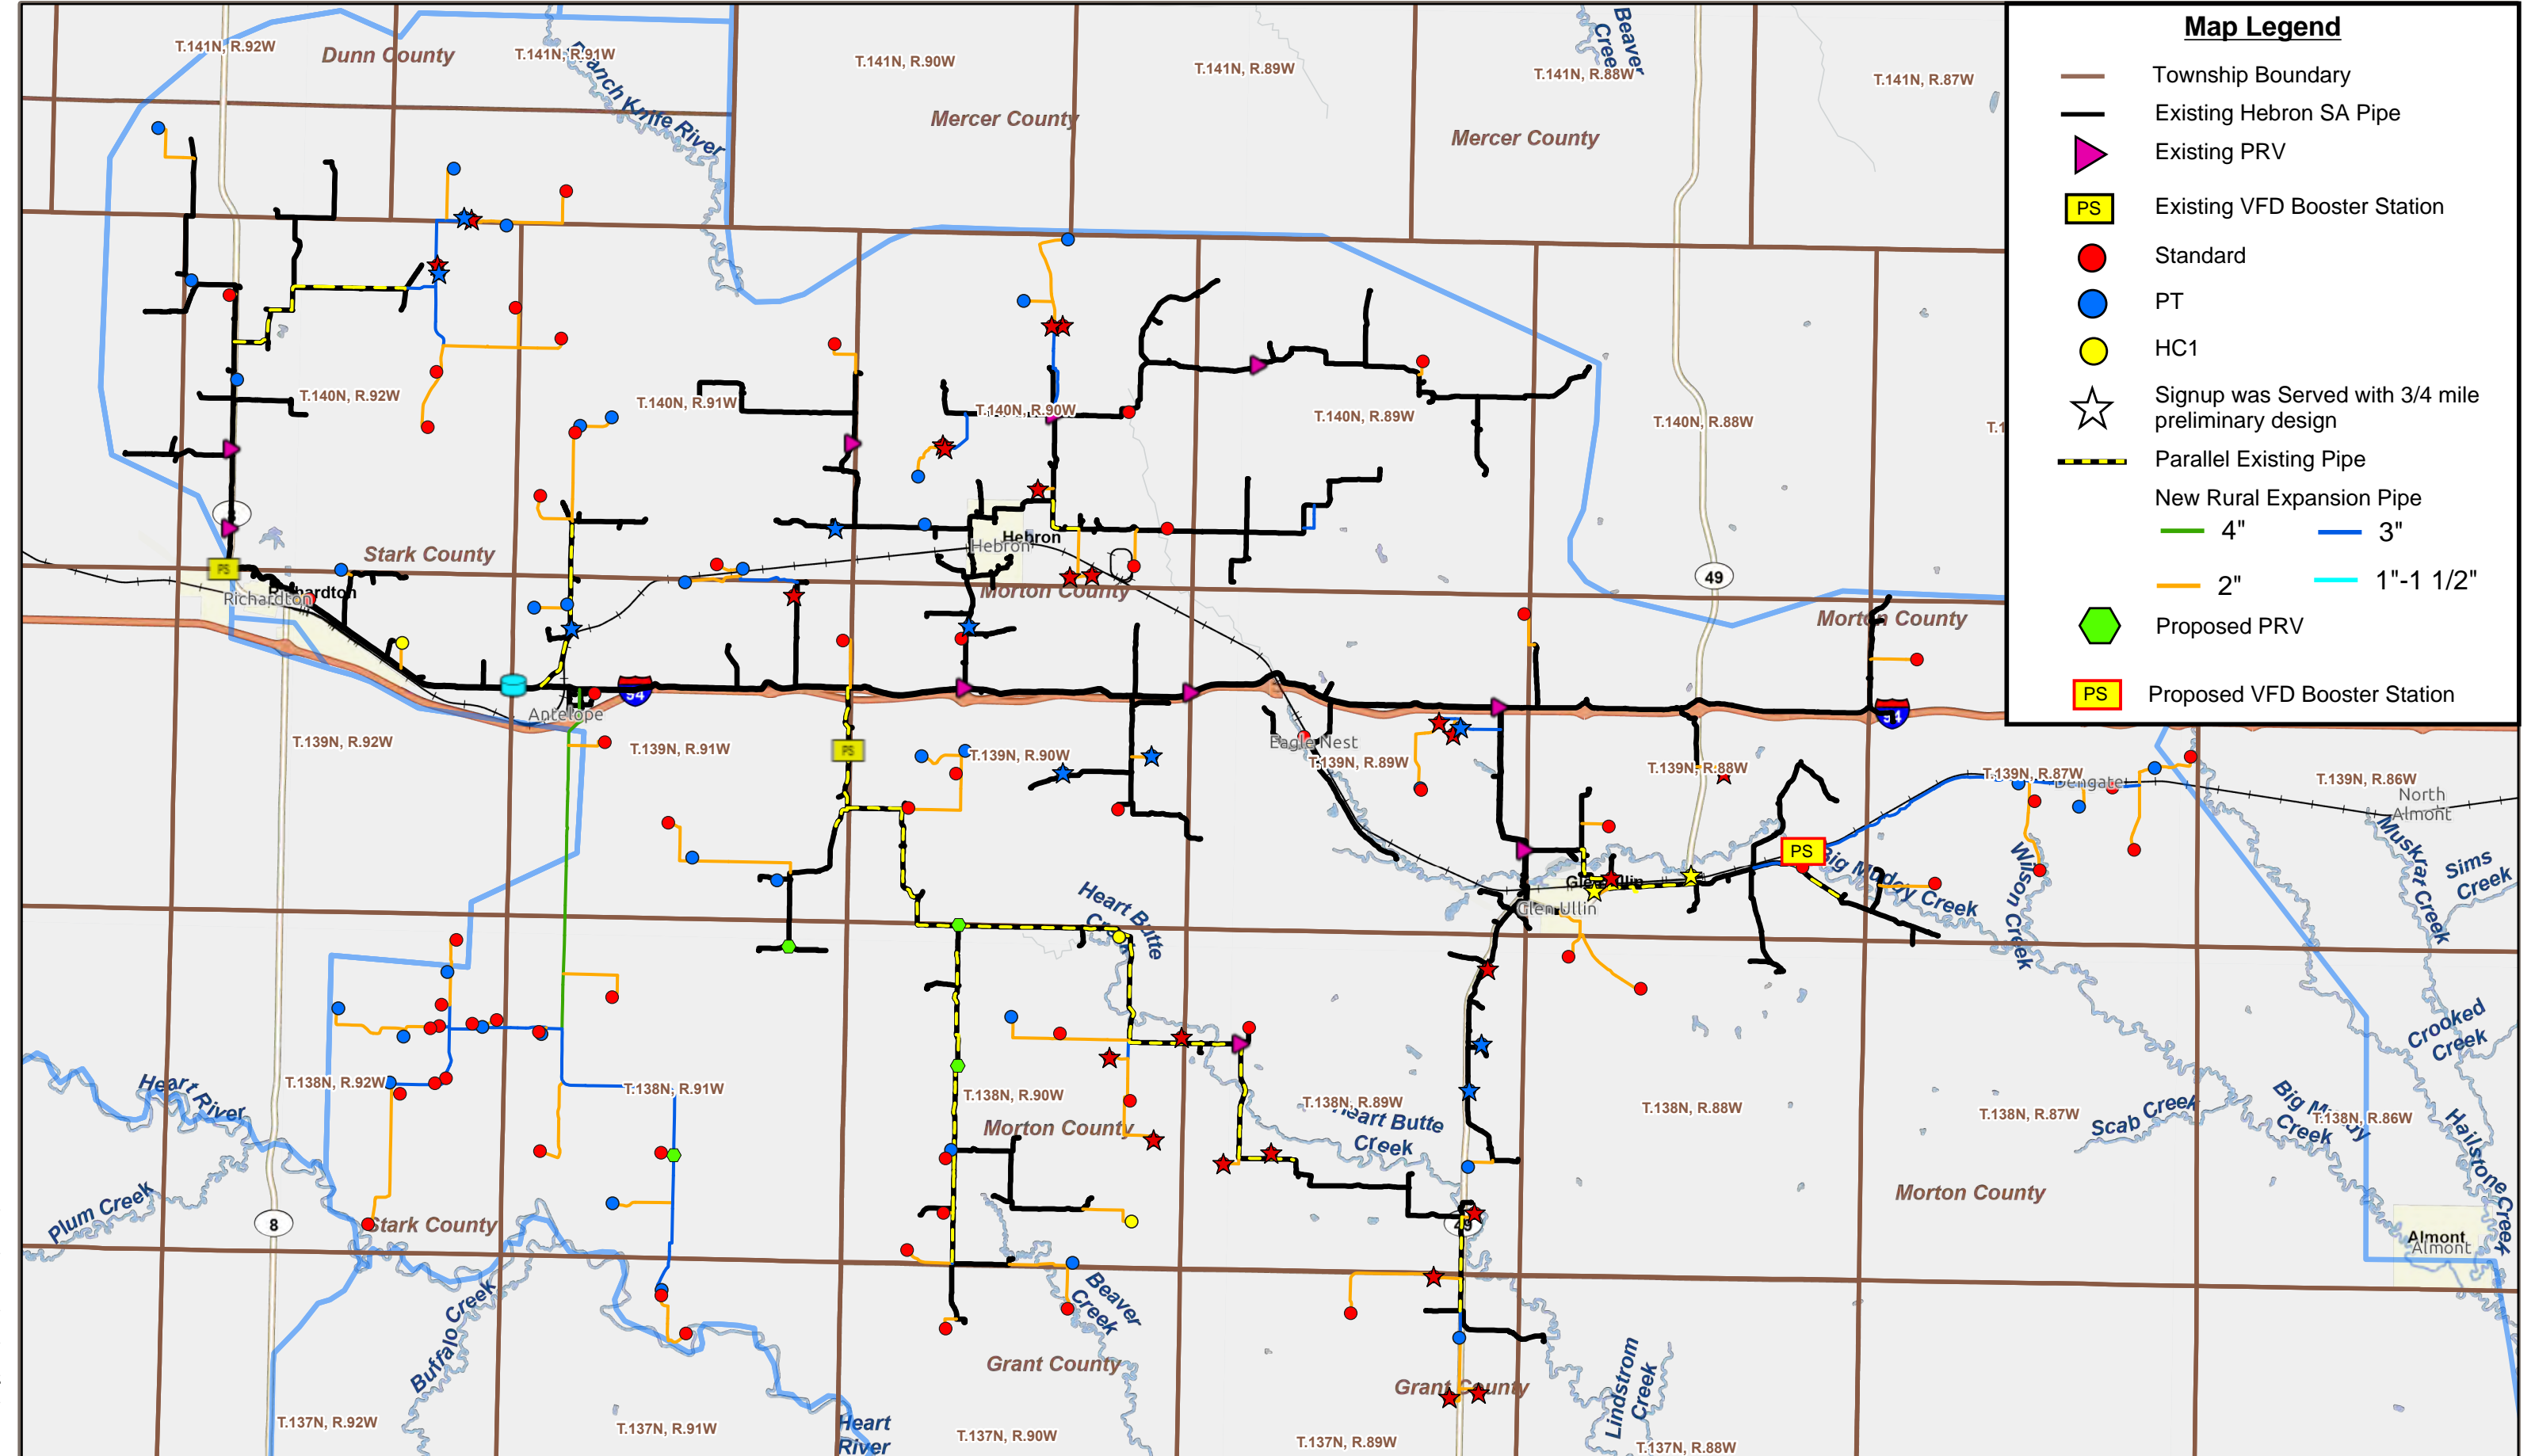 Map Legend
Township Boundary
Existing Hebron SA Pipe
Existing PRV
PS
Existing VFD Booster Station
Standard
PT
HC1
Signup was Served with 3/4 mile
preliminary design
Parallel Existing Pipe
New Rural Expansion Pipe
4"
3"
2"
1"-1 1/2"
Proposed PRV
PS
Proposed VFD Booster Station
T.141N, R.92W
Dunn County
T.141N, R.91W
T.141N, R.90W
T.141N, R.89W
Beaver
T.141N, R.88W
T.141N, R.87W
Knife River
Mercer County
Mercer County
T.140N, R.92W
T.140N, R.91W
T.140N, R.90W
T.140N, R.89W
T.140N, R.88W
T.1
Hebron
Hebron
Stark County
PS
Richardton
Morton County
49
Morton County
94
94
Antelope
T.139N, R.92W
T.139N, R.91W
PS
T.139N, R.90W
Eagle Nest
T.139N, R.89W
T.139N, R.88W
T.139N, R.87W
Dengate
T.139N, R.86W
North
Almont
PS
Big Muddy Creek
Wilson Creek
Muskrat Creek
Sims
Creek
Glen Ullin
Heart Butte
Creek
Crooked
Creek
Heart River
T.138N, R.92W
T.138N, R.91W
T.138N, R.90W
Morton County
T.138N, R.89W
Heart Butte
Creek
T.138N, R.88W
T.138N, R.87W
Scab Creek
Big Muddy
Creek
T.138N, R.86W
Hailstone Creek
Plum Creek
8
Stark County
Morton County
49
Almont
Almont
Buffalo Creek
Beaver
Creek
Grant County
Grant County
Lindstrom
Creek
T.137N, R.92W
T.137N, R.91W
Heart
River
T.137N, R.90W
T.137N, R.89W
T.137N, R.88W